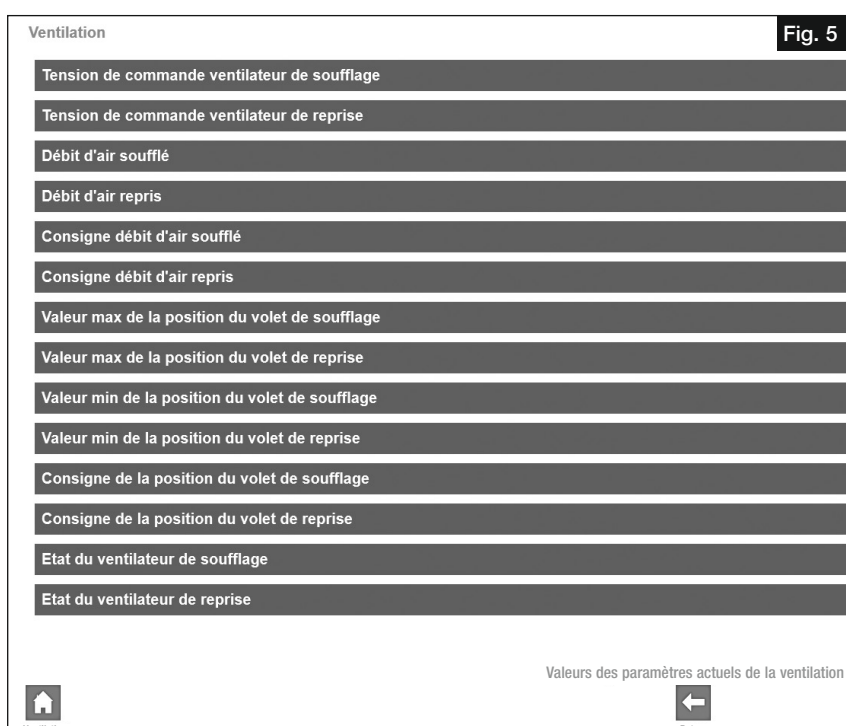 Ventilation
Fig. 5
Tension de commande ventilateur de soufflage
Tension de commande ventilateur de reprise
Débit d'air soufflé
Débit d'air repris
Consigne débit d'air soufflé
Consigne débit d'air repris
Valeur max de la position du volet de soufflage
Valeur max de la position du volet de reprise
Valeur min de la position du volet de soufflage
Valeur min de la position du volet de reprise
Consigne de la position du volet de soufflage
Consigne de la position du volet de reprise
Etat du ventilateur de soufflage
Etat du ventilateur de reprise
Valeurs des paramètres actuels de la ventilation